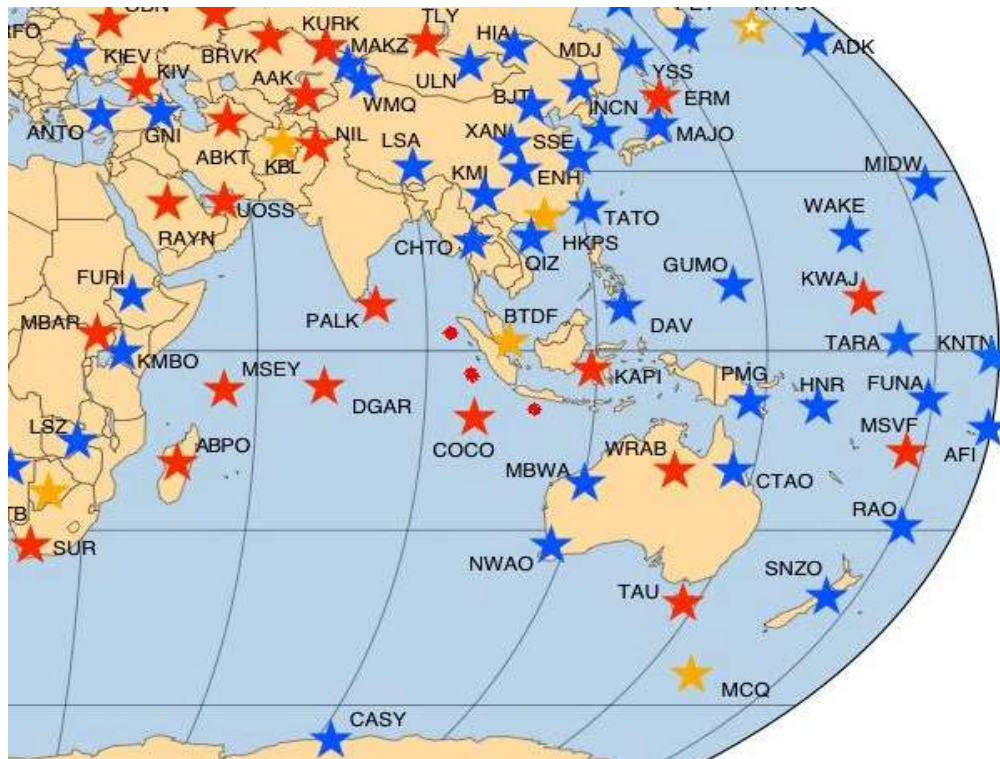 KURK
TLY
HIA
MDJ
ADK
KIEV
KIV
BRVK
MAKZ
ULN
YSS
AAK
WMQ
BJT
INCN
ERM
ANTO
GNI
ABKT
KBL
NIL
LSA
XAN
SSE
MAJO
KMI
ENH
MIDW
UOSS
RAYN
TATO
WAKE
CHTO
QIZ
HKPS
FURI
GUMO
KWAJ
PALK
BTDF
DAV
MBAR
KMBO
TARA
KNTN
MSEY
DGAR
KAPI
PMG
HNR
FUNA
LSZ
ABPO
COCO
WRAB
MSVF
AFI
MBWA
CTAO
RAO
SUR
NWAO
TAU
SNZO
MCQ
CASY